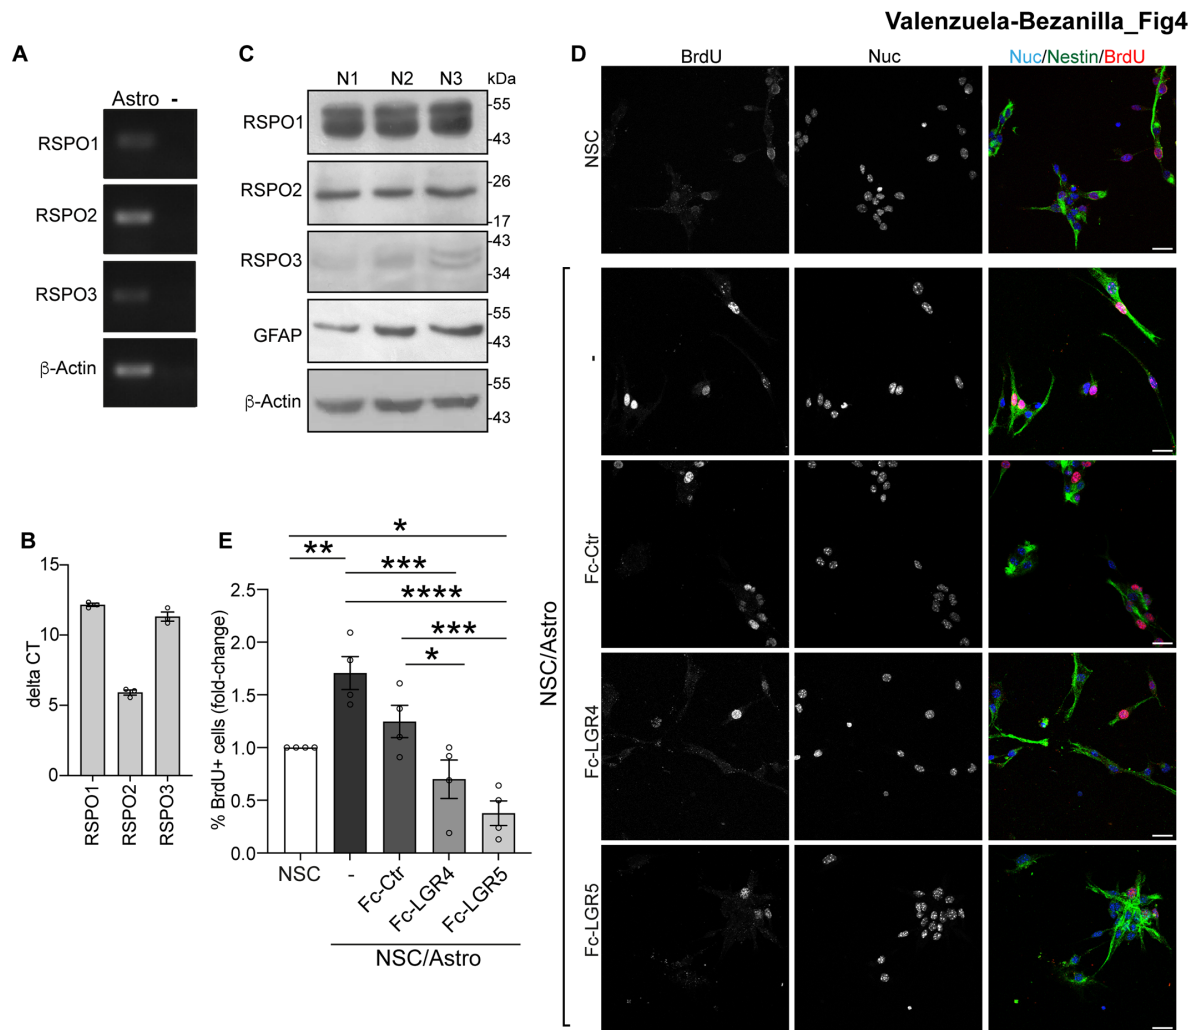 Valenzuela-Bezanilla_Fig4
A
Astro -
RSPO1
RSPO2
RSPO3
β-Actin
C
N1 N2 N3 kDa
RSPO1
-55
-43
RSPO2
-26
-17
RSPO3
-43
-34
GFAP
-55
-43
β-Actin
-55
-43
B
delta CT
15
10
5
0
RSPO1
RSPO2
RSPO3
E
% BrdU+ cells (fold-change)
2.5
2.0
1.5
1.0
0.5
0.0
*
**
***
****
***
*
NSC
-
Fc-Ctr
Fc-LGR4
Fc-LGR5
NSC/Astro
D
BrdU Nuc Nuc/Nestin/BrdU
NSC
NSC/Astro
-
Fc-Ctr
Fc-LGR4
Fc-LGR5